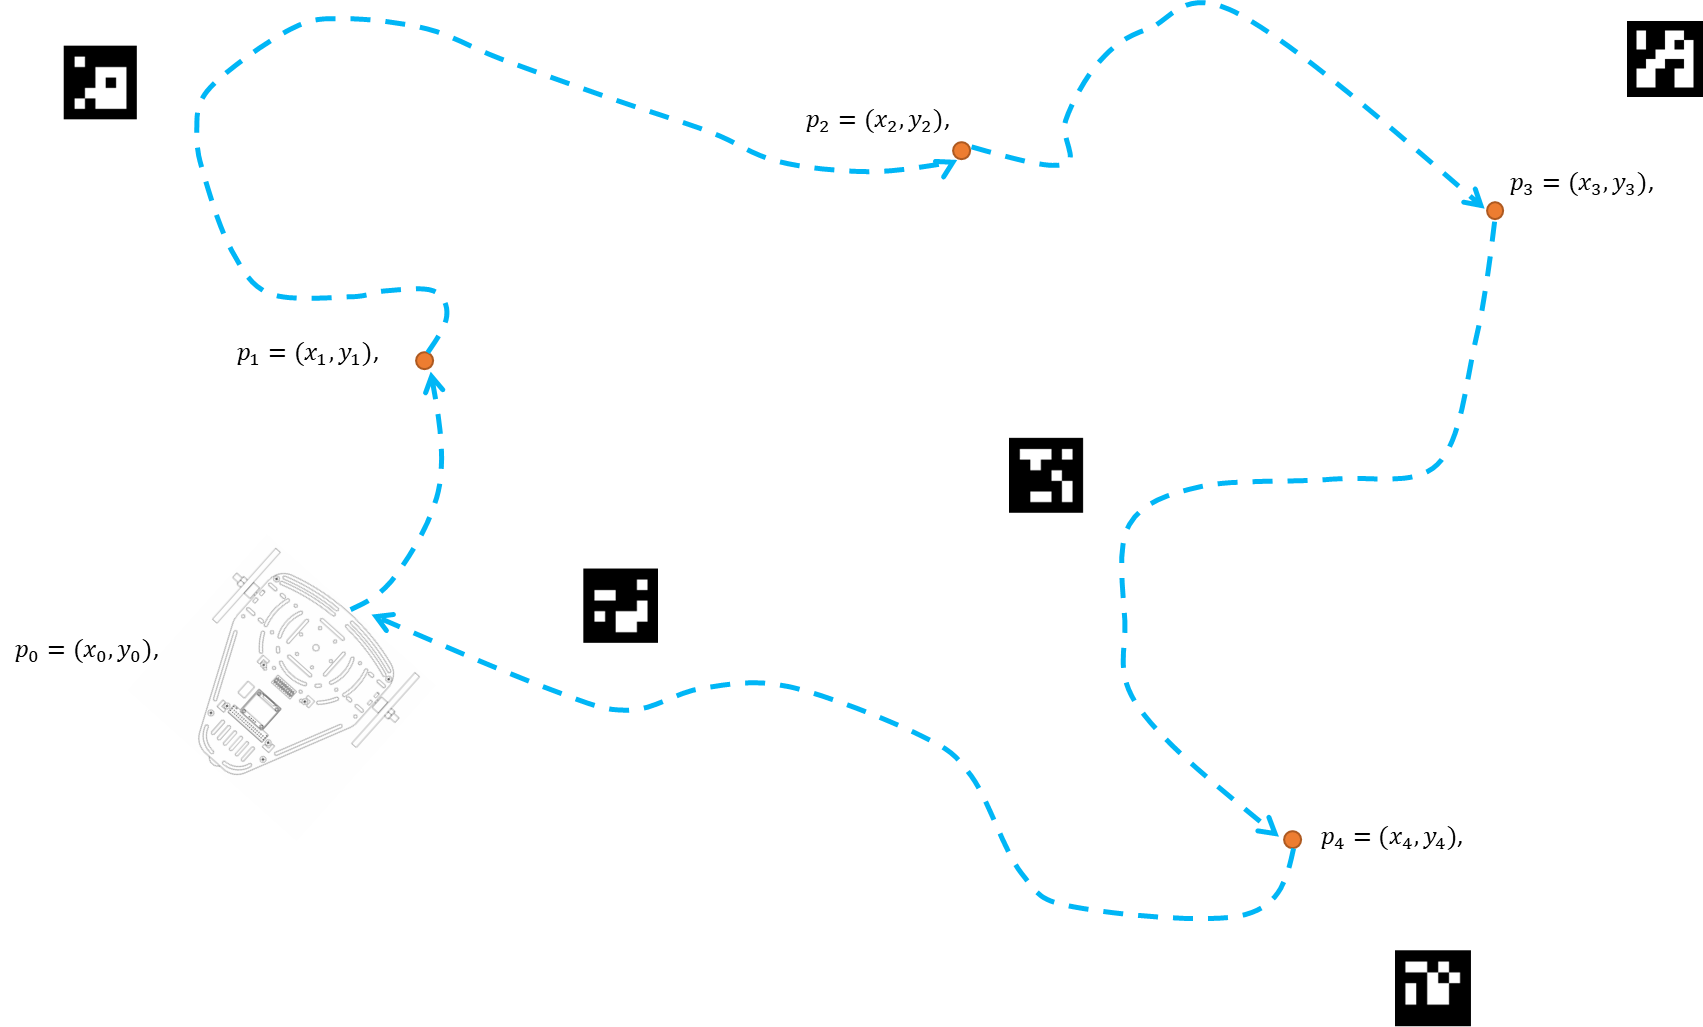 p₂ = (x₂, y₂),
p₃ = (x₃, y₃),
p₁ = (x₁, y₁),
p₀ = (x₀, y₀),
p₄ = (x₄, y₄),